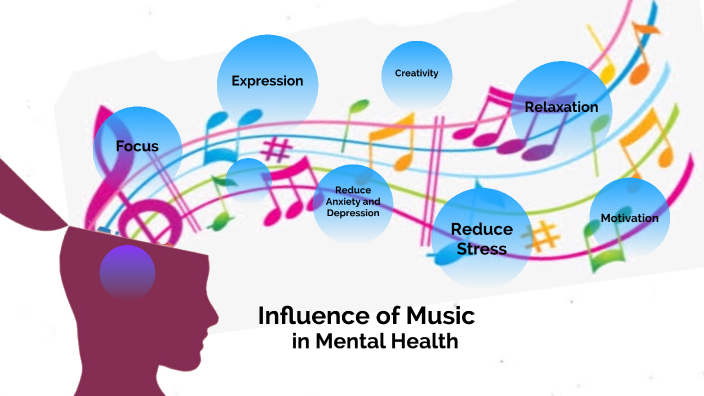 Expression
Creativity
Relaxation
Focus
Reduce
Anxiety and
Depression
Motivation
Reduce
Stress
Influence of Music
in Mental Health